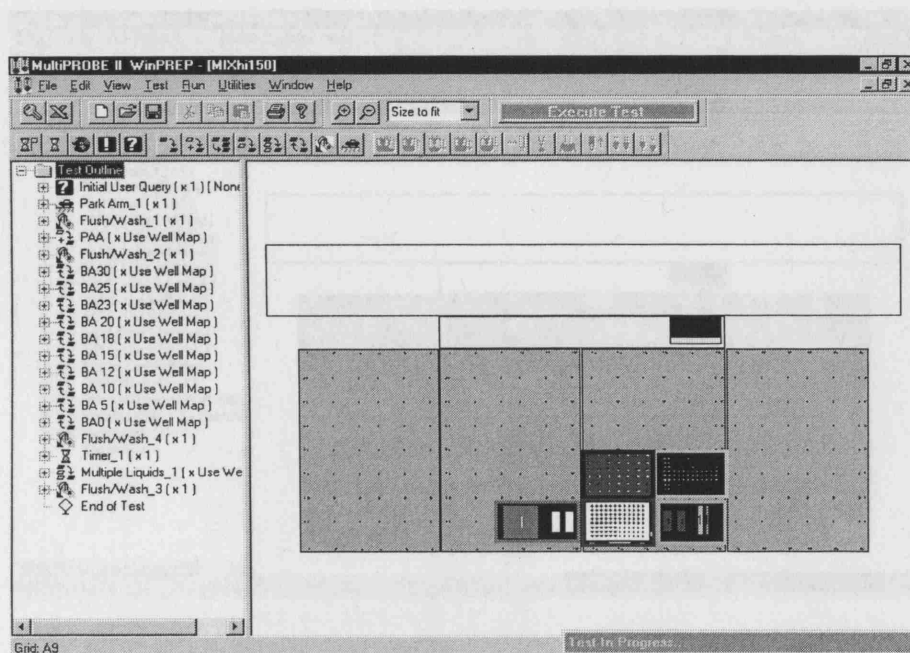 MultiPROBE II WinPREP - [MIXhi150]
File Edit View Test Run Utilities Window Help
Size to fit
Execute Test
Test Outline
Initial User Query ( x 1 ) [ None
Park Arm_1 ( x 1 )
Flush/Wash_1 ( x 1 )
PAA ( x Use Well Map )
Flush/Wash_2 ( x 1 )
BA30 ( x Use Well Map )
BA25 ( x Use Well Map )
BA23 ( x Use Well Map )
BA 20 ( x Use Well Map )
BA 18 ( x Use Well Map )
BA 15 ( x Use Well Map )
BA 12 ( x Use Well Map )
BA 10 ( x Use Well Map )
BA 5 ( x Use Well Map )
BA0 ( x Use Well Map )
Flush/Wash_4 ( x 1 )
Timer_1 ( x 1 )
Multiple Liquids_1 ( x Use We
Flush/Wash_3 ( x 1 )
End of Test
Grid: A9
Test In Progress...